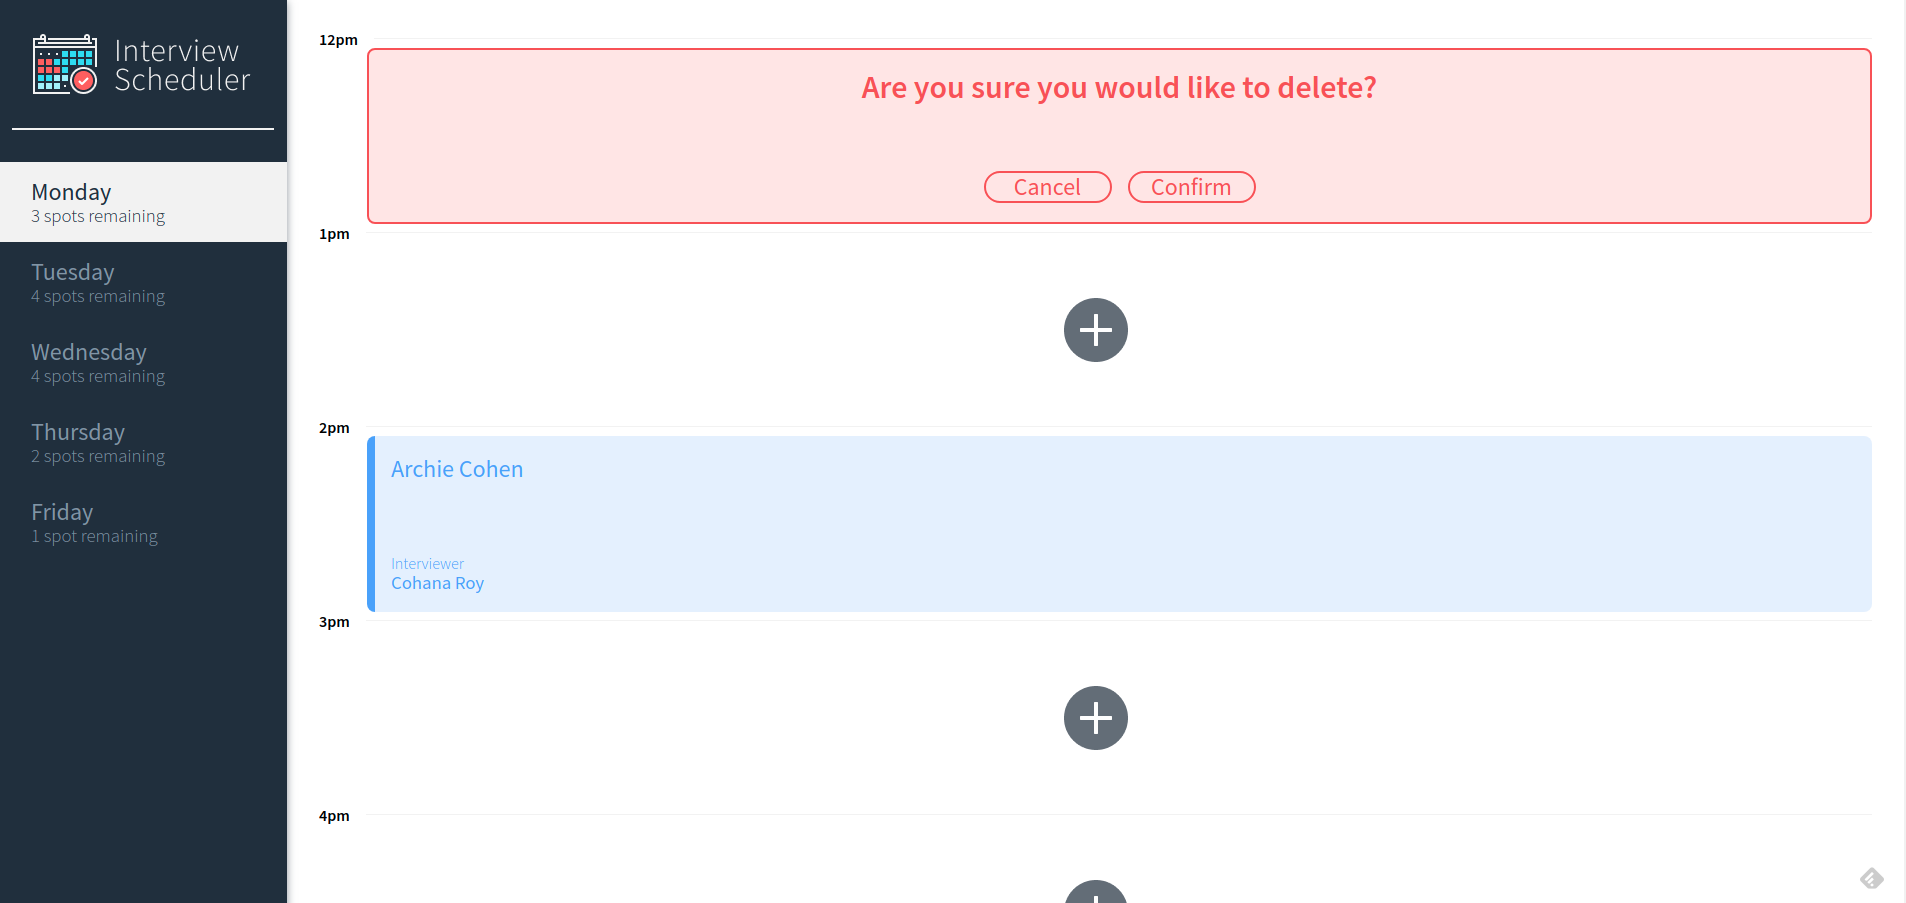 Interview
Scheduler
Monday
3 spots remaining
Tuesday
4 spots remaining
Wednesday
4 spots remaining
Thursday
2 spots remaining
Friday
1 spot remaining
12pm
Are you sure you would like to delete?
Cancel Confirm
1pm
2pm
Archie Cohen
Interviewer
Cohana Roy
3pm
4pm